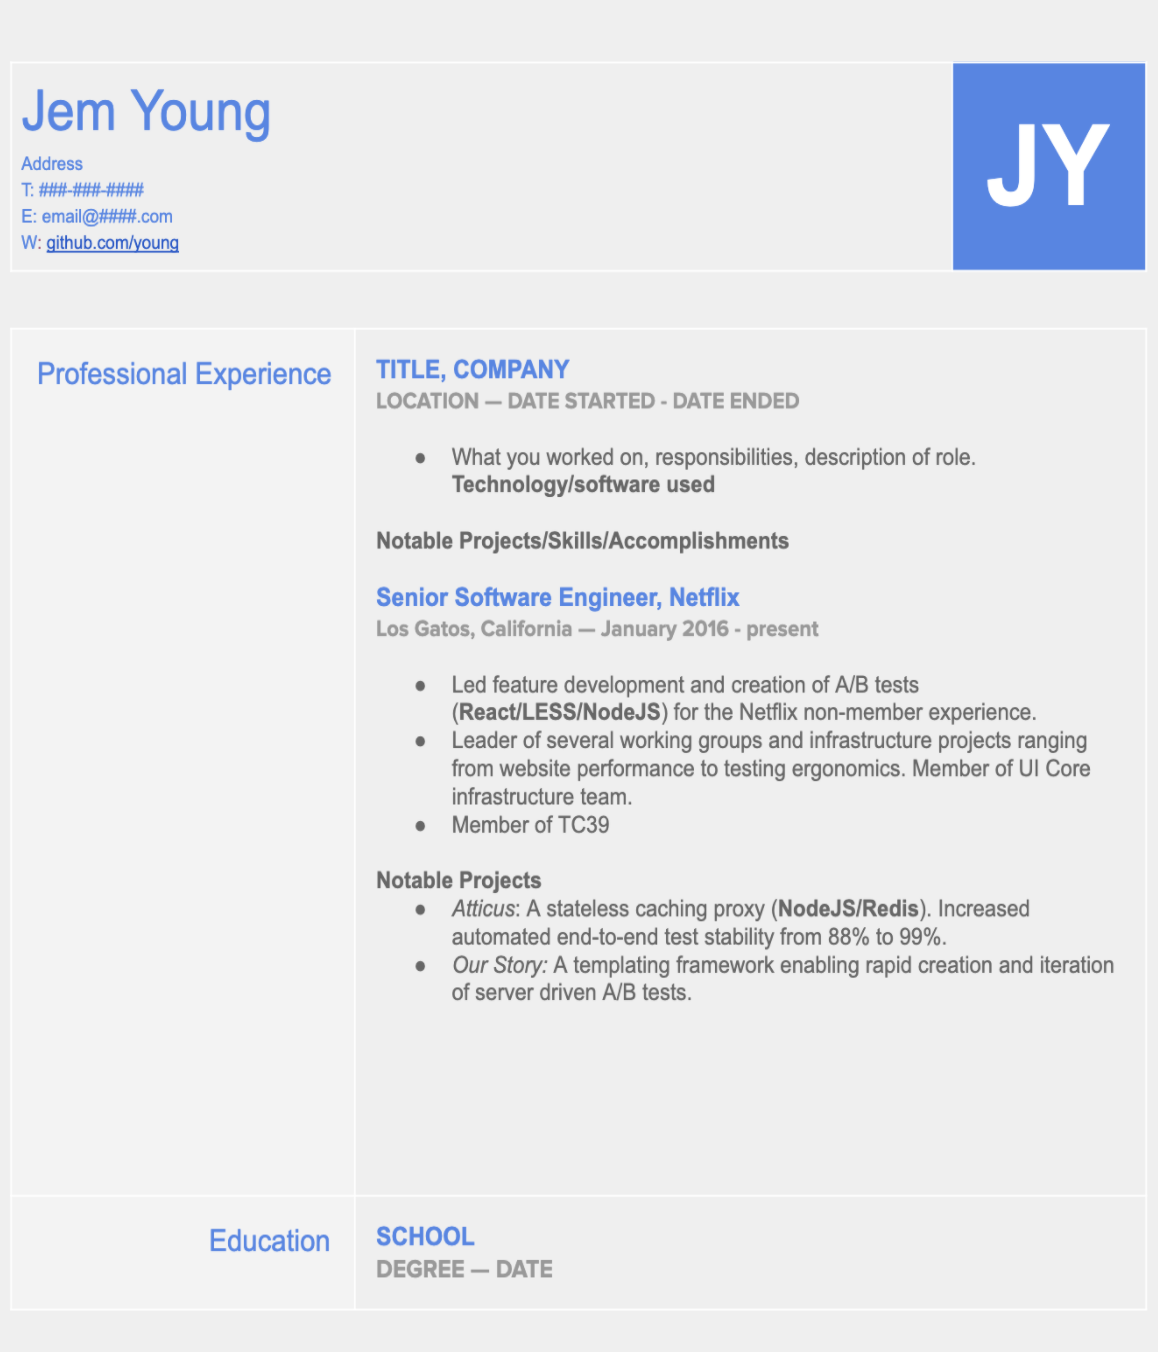 Jem Young
Address
T: ###-###-####
E: email@####.com
W: github.com/young
JY
Professional Experience
TITLE, COMPANY
LOCATION — DATE STARTED - DATE ENDED
● What you worked on, responsibilities, description of role.
Technology/software used
Notable Projects/Skills/Accomplishments
Senior Software Engineer, Netflix
Los Gatos, California — January 2016 - present
● Led feature development and creation of A/B tests
(React/LESS/NodeJS) for the Netflix non-member experience.
● Leader of several working groups and infrastructure projects ranging
from website performance to testing ergonomics. Member of UI Core
infrastructure team.
● Member of TC39
Notable Projects
● Atticus: A stateless caching proxy (NodeJS/Redis). Increased
automated end-to-end test stability from 88% to 99%.
● Our Story: A templating framework enabling rapid creation and iteration
of server driven A/B tests.
Education
SCHOOL
DEGREE — DATE